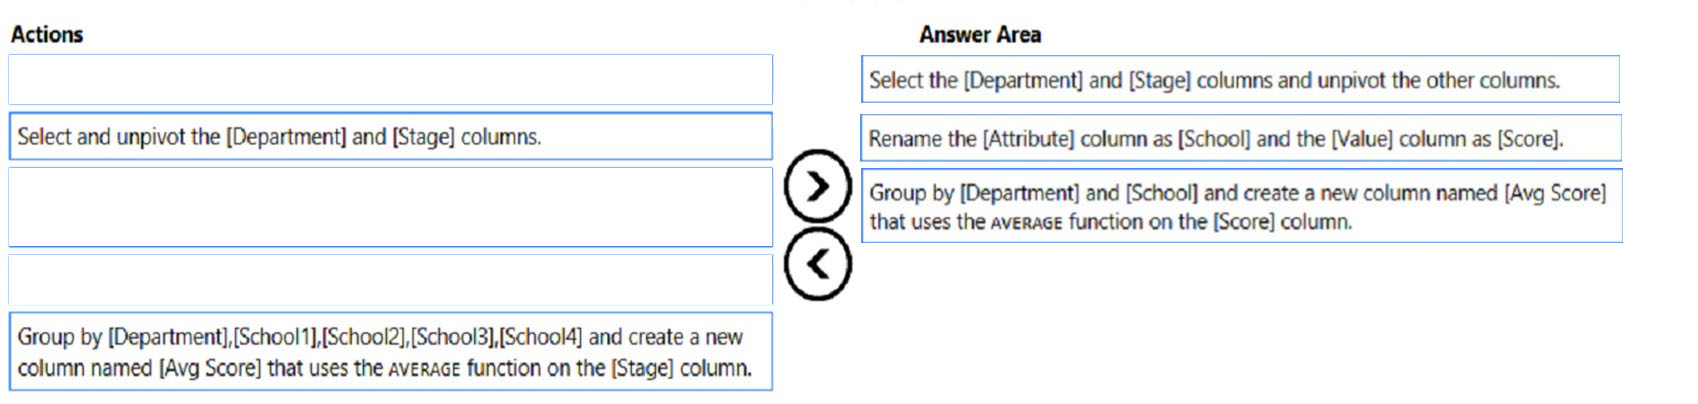 Actions
Select and unpivot the [Department] and [Stage] columns.
Group by [Department],[School1],[School2],[School3],[School4] and create a new
column named [Avg Score] that uses the AVERAGE function on the [Stage] column.
Answer Area
Select the [Department] and [Stage] columns and unpivot the other columns.
Rename the [Attribute] column as [School] and the [Value] column as [Score].
Group by [Department] and [School] and create a new column named [Avg Score]
that uses the AVERAGE function on the [Score] column.